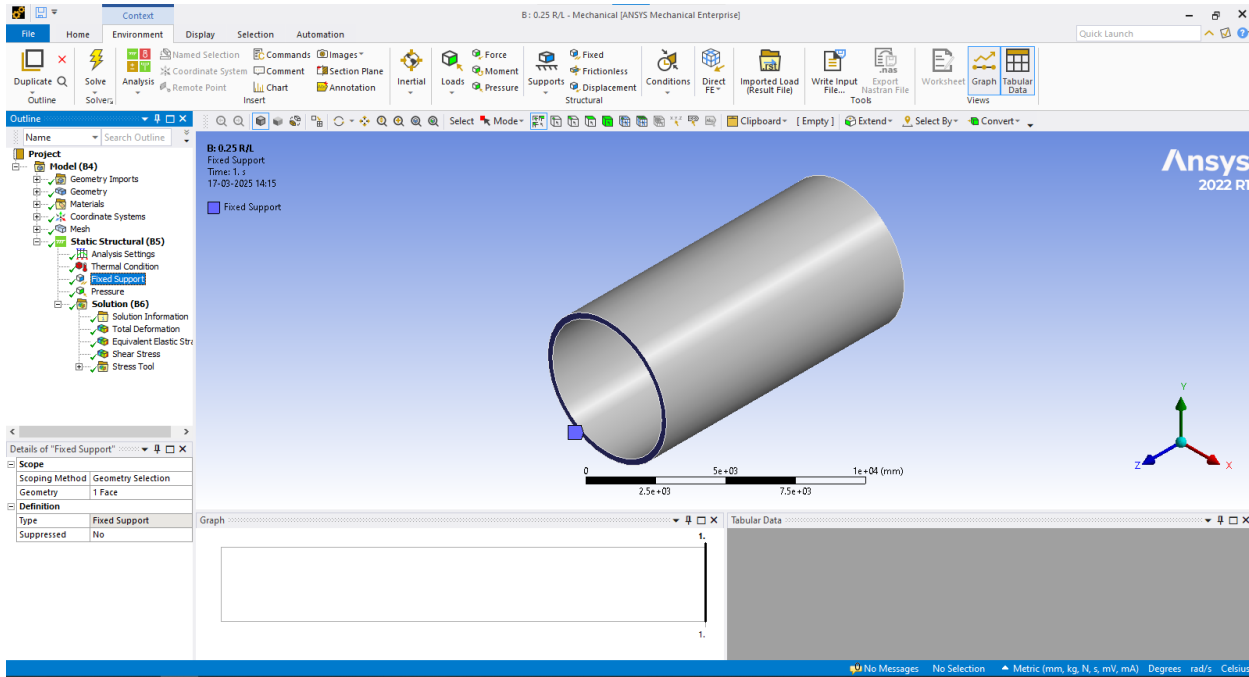 Context
B: 0.25 R/L - Mechanical [ANSYS Mechanical Enterprise]
File Home Environment Display Selection Automation
Quick Launch
Duplicate
Outline
Solve
Solver
Analysis
Named Selection
Coordinate System
Remote Point
Commands
Comment
Chart
Images
Section Plane
Annotation
Insert
Inertial
Loads
Force
Moment
Pressure
Supports
Fixed
Frictionless
Displacement
Structural
Conditions
Direct
FE
Imported Load
(Result File)
Write Input
File...
.nas
Export
Nastran File
Tools
Worksheet
Graph
Tabular
Data
Views
Outline
Name Search Outline
Select Mode Clipboard [ Empty ] Extend Select By Convert
Project
Model (B4)
Geometry Imports
Geometry
Materials
Coordinate Systems
Mesh
Static Structural (B5)
Analysis Settings
Thermal Condition
Fixed Support
Pressure
Solution (B6)
Solution Information
Total Deformation
Equivalent Elastic Stra
Shear Stress
Stress Tool
B: 0.25 R/L
Fixed Support
Time: 1. s
17-03-2025 14:15
Fixed Support
Ansys
2022 R1
0 5e+03 1e+04 (mm)
2.5e+03 7.5e+03
Y
Z
X
Details of "Fixed Support"
Scope
Scoping Method Geometry Selection
Geometry 1 Face
Definition
Type Fixed Support
Suppressed No
Graph
1.
1.
Tabular Data
No Messages No Selection Metric (mm, kg, N, s, mV, mA) Degrees rad/s Celsius